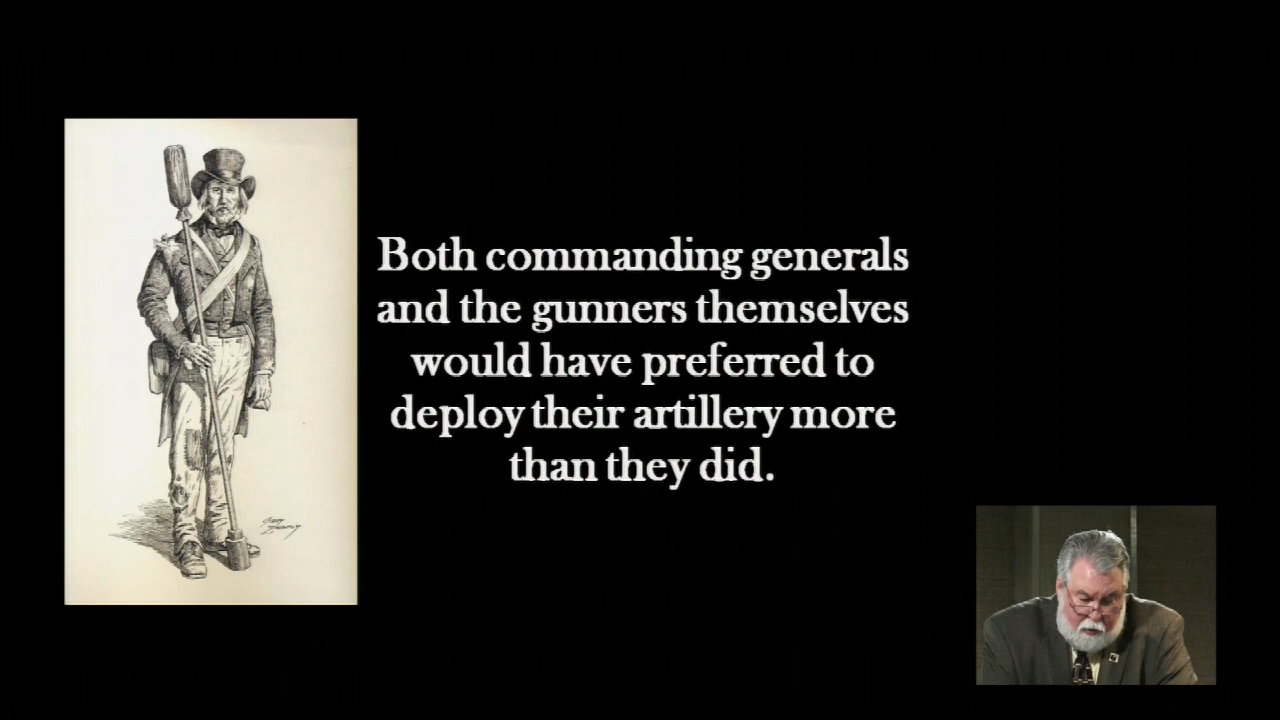 Both commanding generals
and the gunners themselves
would have preferred to
deploy their artillery more
than they did.